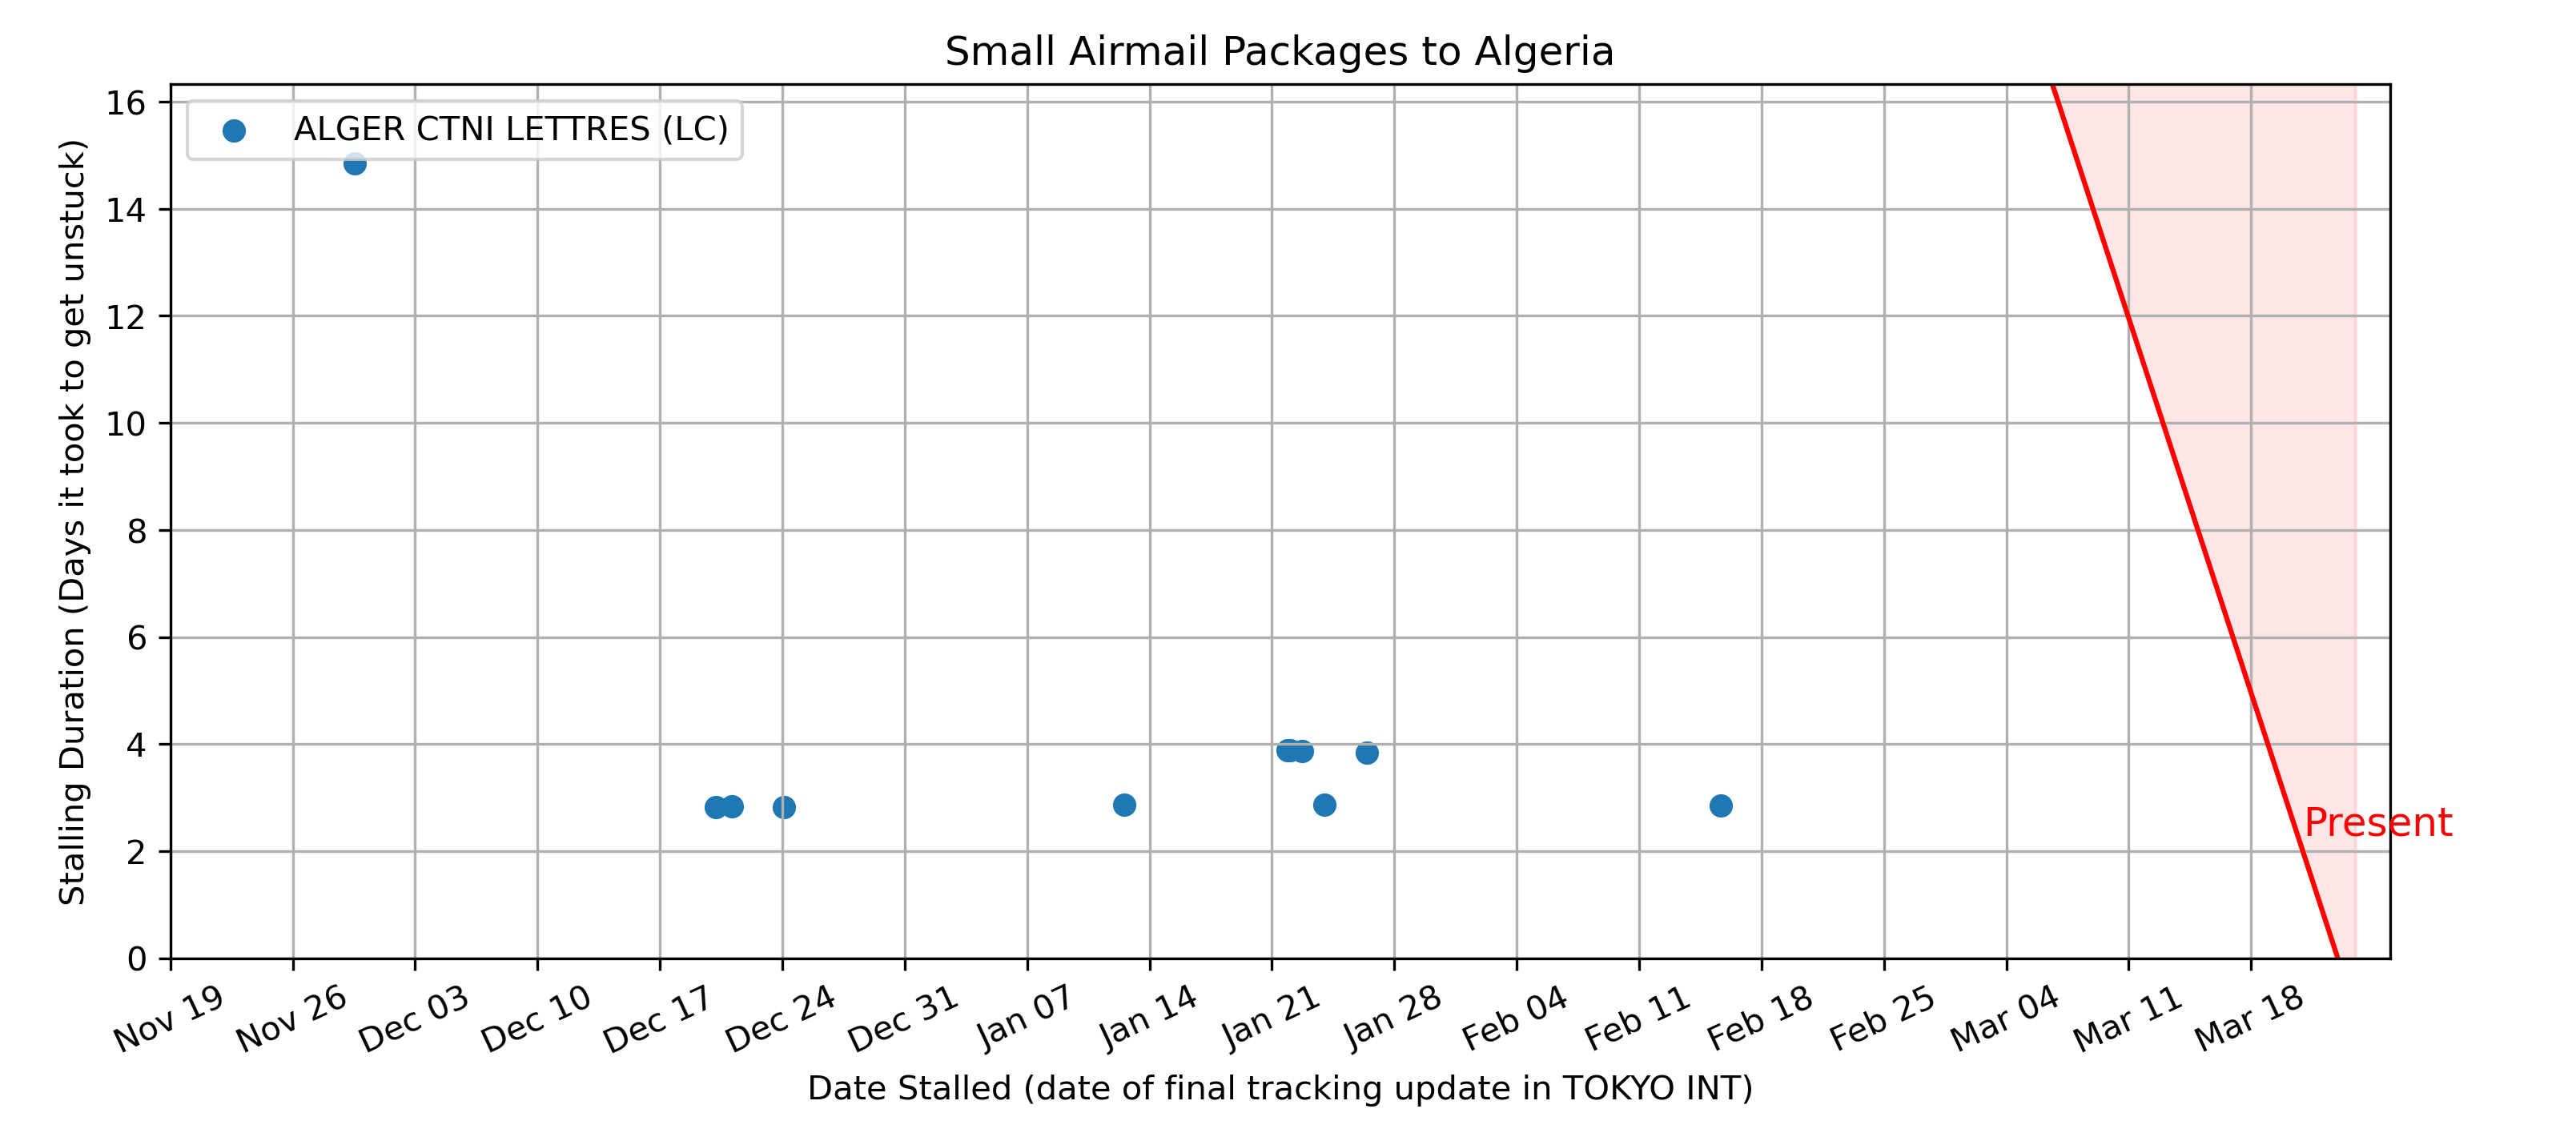 Small Airmail Packages to Algeria
ALGER CTNI LETTRES (LC)
Stalling Duration (Days it took to get unstuck)
16
14
12
10
8
6
4
2
0
Present
Nov 19
Nov 26
Dec 03
Dec 10
Dec 17
Dec 24
Dec 31
Jan 07
Jan 14
Jan 21
Jan 28
Feb 04
Feb 11
Feb 18
Feb 25
Mar 04
Mar 11
Mar 18
Date Stalled (date of final tracking update in TOKYO INT)